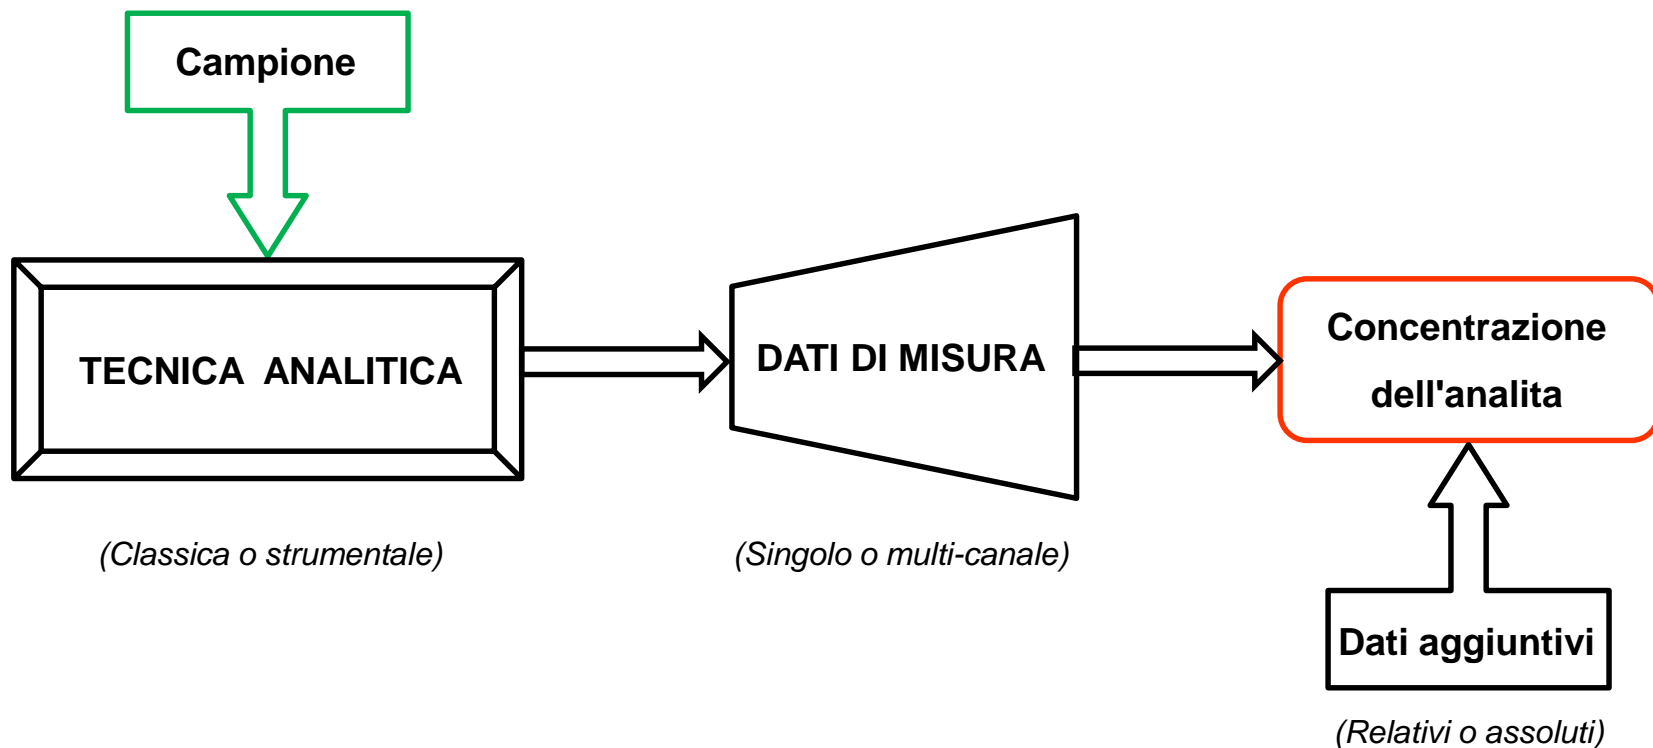 Campione
TECNICA ANALITICA
DATI DI MISURA
Concentrazione
dell'analita
(Classica o strumentale)
(Singolo o multi-canale)
Dati aggiuntivi
(Relativi o assoluti)